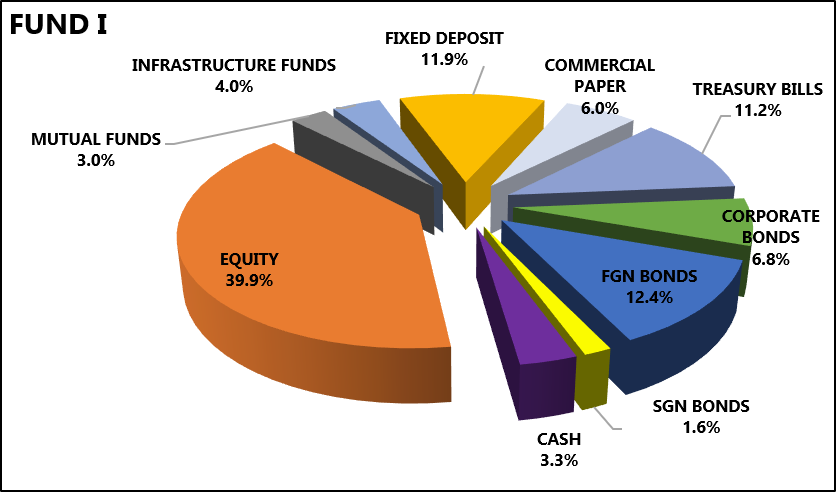 FUND I
FIXED DEPOSIT
11.9%
INFRASTRUCTURE FUNDS
4.0%
COMMERCIAL
PAPER
6.0%
TREASURY BILLS
11.2%
MUTUAL FUNDS
3.0%
CORPORATE
BONDS
6.8%
EQUITY
39.9%
FGN BONDS
12.4%
SGN BONDS
1.6%
CASH
3.3%